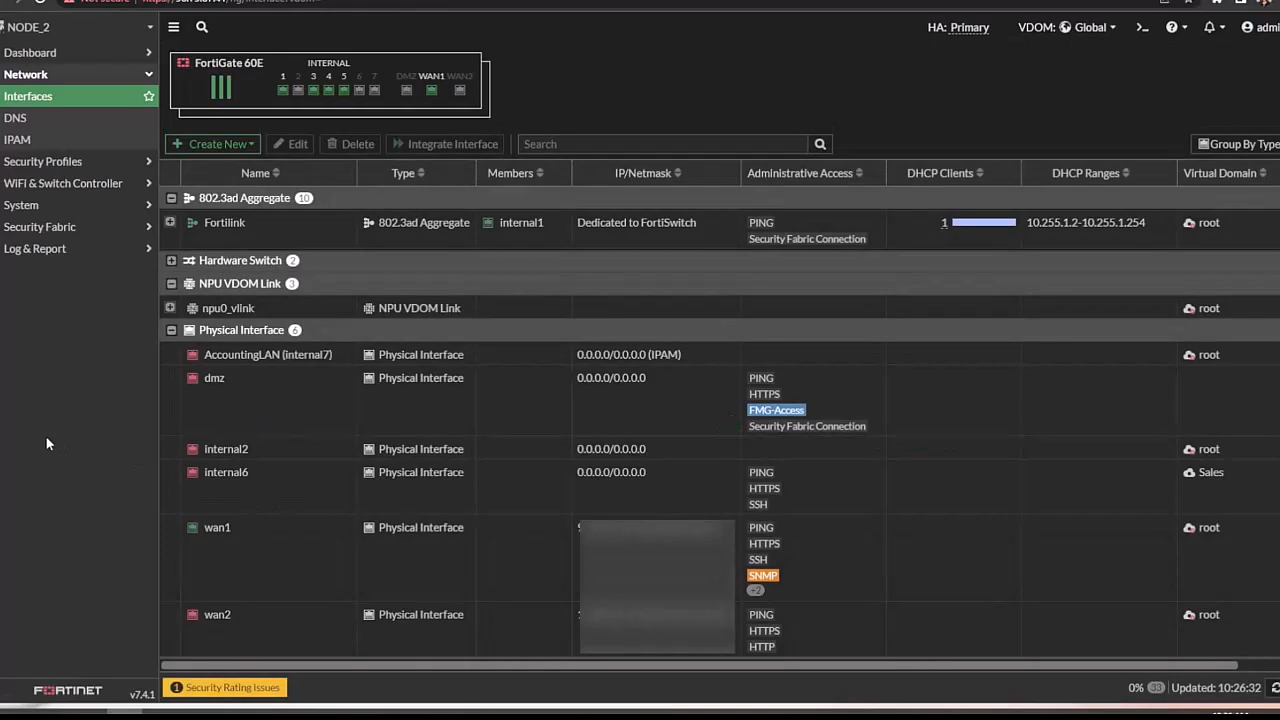 NODE_2
HA: Primary
VDOM: Global
Dashboard
Network
Interfaces
DNS
IPAM
Security Profiles
WiFi & Switch Controller
System
Security Fabric
Log & Report
FortiGate 60E
INTERNAL
1 2 3 4 5 6 7 DMZ WAN1 WAN2
+ Create New Edit Delete Integrate Interface Search Group By Type
Name Type Members IP/Netmask Administrative Access DHCP Clients DHCP Ranges Virtual Domain
802.3ad Aggregate 10
Fortilink 802.3ad Aggregate internal1 Dedicated to FortiSwitch PING 1 10.255.1.2-10.255.1.254 root
Security Fabric Connection
Hardware Switch 2
NPU VDOM Link 3
npu0_vlink NPU VDOM Link root
Physical Interface 6
AccountingLAN (internal7) Physical Interface 0.0.0.0/0.0.0.0 (IPAM) root
dmz Physical Interface 0.0.0.0/0.0.0.0 PING
HTTPS
FMG-Access
Security Fabric Connection
internal2 Physical Interface 0.0.0.0/0.0.0.0 root
internal6 Physical Interface 0.0.0.0/0.0.0.0 PING Sales
HTTPS
SSH
wan1 Physical Interface PING root
HTTPS
SSH
SNMP
+2
wan2 Physical Interface PING root
HTTPS
HTTP
FORTINET v7.4.1
1 Security Rating Issues
0% 33 Updated: 10:26:32